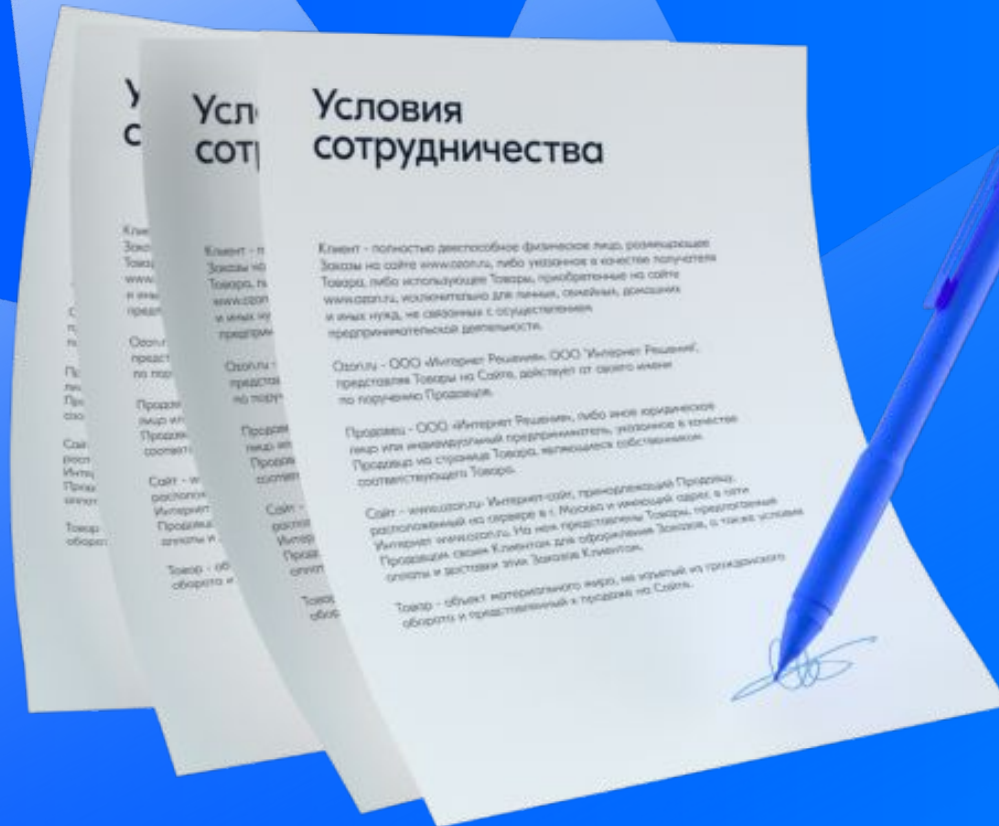 Условия
сотрудничества
Клиент - полностью дееспособное физическое лицо, размещающее
Заказы на сайте www.ozon.ru, либо указанное в качестве получателя
Товара, либо использующее Товары, приобретенные на сайте
www.ozon.ru, исключительно для личных, семейных, домашних
и иных нужд, не связанных с осуществлением
предпринимательской деятельности.
Ozon.ru - ООО «Интернет Решения». ООО "Интернет Решения",
представляя Товары на Сайте, действует от своего имени
по поручению Продавцов.
Продавец - ООО «Интернет Решения», либо иное юридическое
лицо или индивидуальный предприниматель, указанное в качестве
Продавца на странице Товара, являющиеся собственником
соответствующего Товара.
Сайт - www.ozon.ru- Интернет-сайт, принадлежащий Продавцу,
расположенный на сервере в г. Москва и имеющий адрес в сети
Интернет www.ozon.ru. На нем представлены Товары, предлагаемые
Продавцом своим Клиентам для оформления Заказов, а также условия
оплаты и доставки этих Заказов Клиентом.
Товар - объект материального мира, не изъятый из гражданского
оборота и представленный к продаже на Сайте.